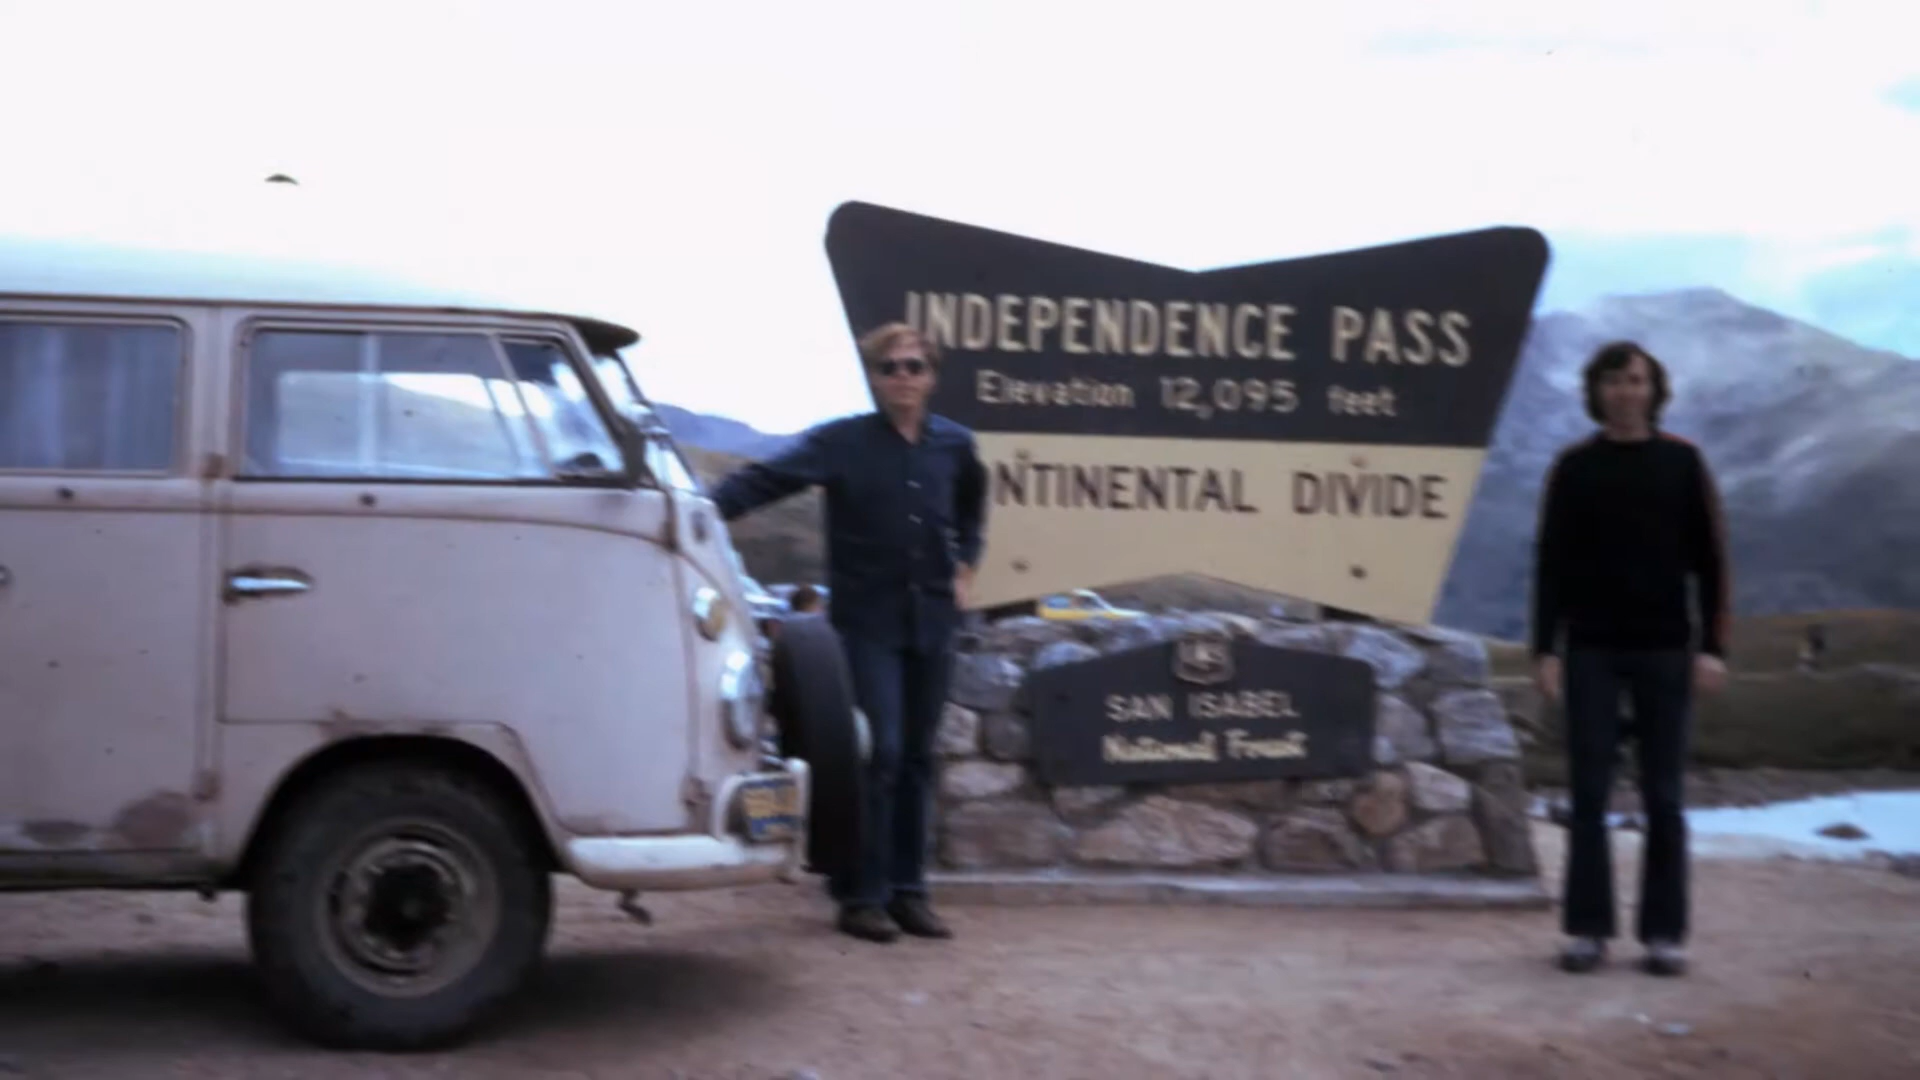 INDEPENDENCE PASS
Elevation 12,095 feet
NTINENTAL DIVIDE
SAN ISABEL
National Forest